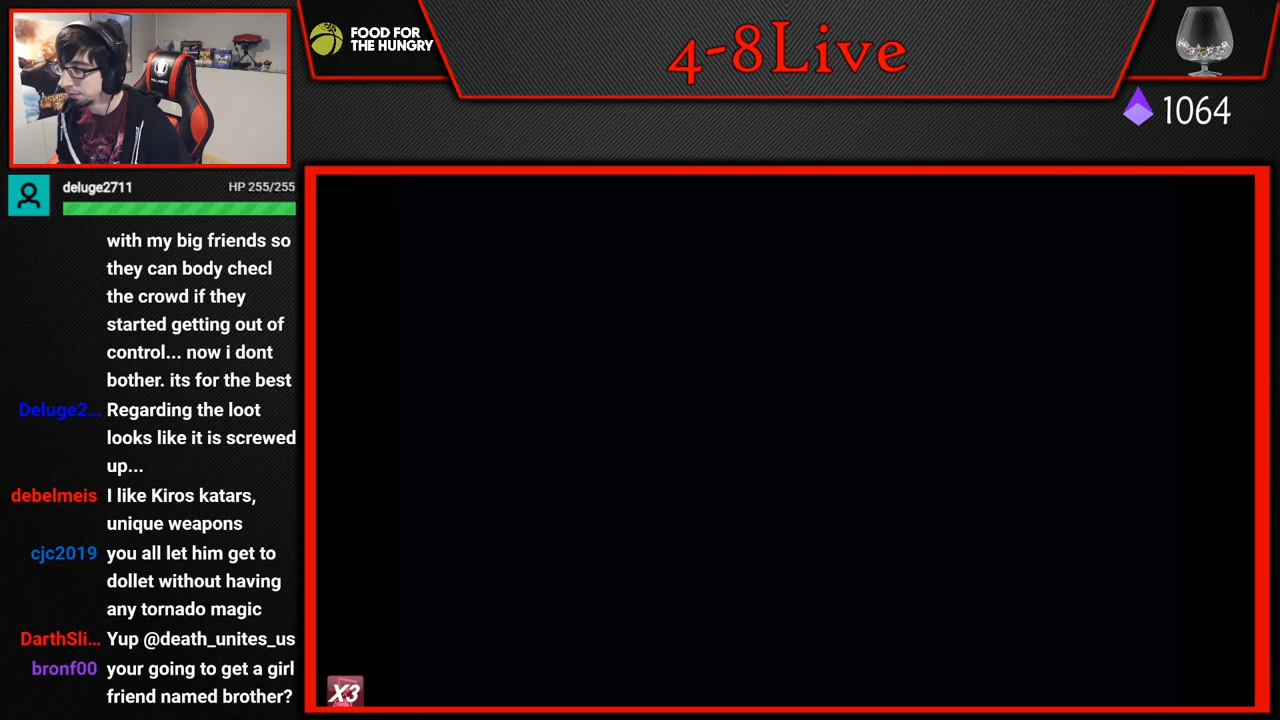 FOOD FOR
THE HUNGRY
4-8Live
1064
deluge2711 HP 255/255
with my big friends so
they can body checl
the crowd if they
started getting out of
control... now i dont
bother. its for the best
Deluge2... Regarding the loot
looks like it is screwed
up...
debelmeis I like Kiros katars,
unique weapons
cjc2019 you all let him get to
dollet without having
any tornado magic
DarthSli... Yup @death_unites_us
bronf00 your going to get a girl
friend named brother?
X3